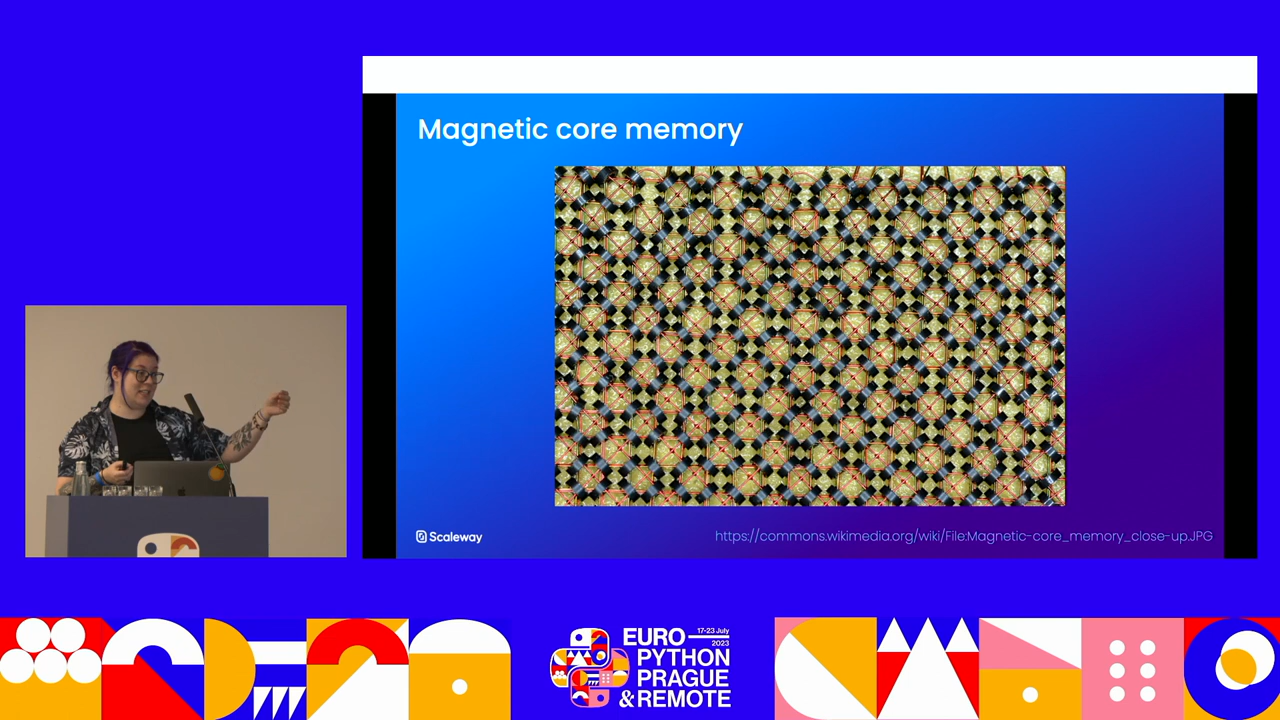 Magnetic core memory
Scaleway
https://commons.wikimedia.org/wiki/File:Magnetic-core_memory_close-up.JPG
17-23 July
2023
EURO
PYTHON
PRAGUE
& REMOTE